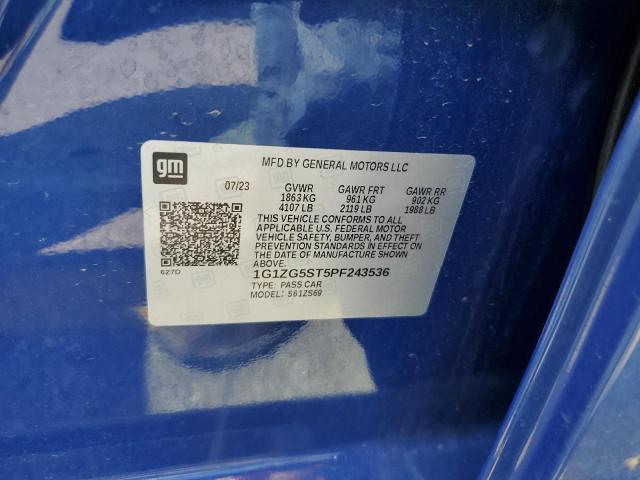 gm
MFD BY GENERAL MOTORS LLC
07/23 GVWR GAWR FRT GAWR RR
1863 KG 961 KG 902 KG
4107 LB 2119 LB 1988 LB
THIS VEHICLE CONFORMS TO ALL
APPLICABLE U.S. FEDERAL MOTOR
VEHICLE SAFETY, BUMPER, AND THEFT
PREVENTION STANDARDS IN EFFECT ON
THE DATE OF MANUFACTURE SHOWN
ABOVE.
627D
1G1ZG5ST5PF243536
TYPE: PASS CAR
MODEL: 561ZS69